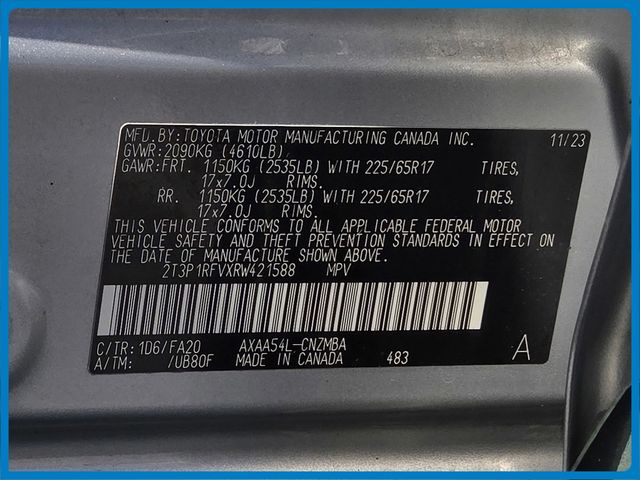 MFD.BY:TOYOTA MOTOR MANUFACTURING CANADA INC. 11/23
GVWR:2090KG (4610LB)
GAWR:FRT. 1150KG (2535LB) WITH 225/65R17 TIRES,
17x7.0J RIMS.
RR. 1150KG (2535LB) WITH 225/65R17 TIRES,
17x7.0J RIMS.
THIS VEHICLE CONFORMS TO ALL APPLICABLE FEDERAL MOTOR
VEHICLE SAFETY AND THEFT PREVENTION STANDARDS IN EFFECT ON
THE DATE OF MANUFACTURE SHOWN ABOVE.
2T3P1RFVXRW421588 MPV
C/TR:1D6/FA20 AXAA54L-CNZMBA A
A/TM: /UB80F MADE IN CANADA 483